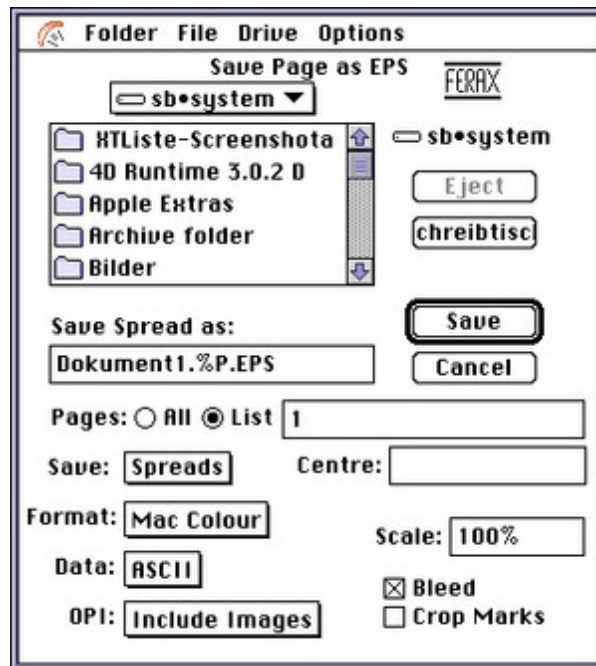 Folder File Drive Options
Save Page as EPS
FERAX
sb•system
XTListe-Screenshota
sb•system
4D Runtime 3.0.2 D
Eject
Apple Extras
Archive folder
chreibtisc
Bilder
Save Spread as:
Save
Dokument1.%P.EPS
Cancel
Pages: All List 1
Save: Spreads Centre:
Format: Mac Colour
Scale: 100%
Data: ASCII
Bleed
OPI: Include Images
Crop Marks